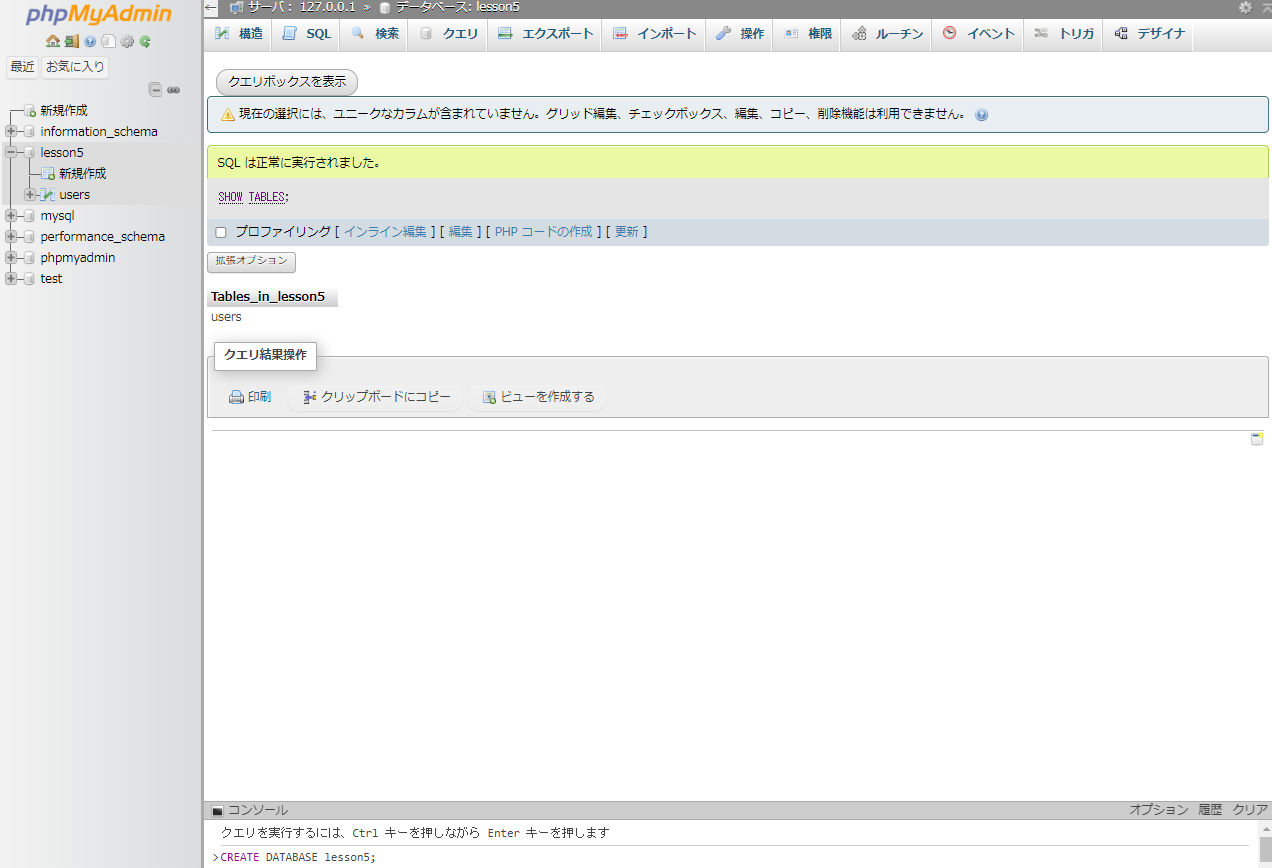 phpMyAdmin
最近 お気に入り
新規作成
information_schema
lesson5
新規作成
users
mysql
performance_schema
phpmyadmin
test
サーバ: 127.0.0.1 » データベース: lesson5
構造 SQL 検索 クエリ エクスポート インポート 操作 権限 ルーチン イベント トリガ デザイナ
クエリボックスを表示
現在の選択には、ユニークなカラムが含まれていません。グリッド編集、チェックボックス、編集、コピー、削除機能は利用できません。
SQL は正常に実行されました。
SHOW TABLES;
プロファイリング [ インライン編集 ] [ 編集 ] [ PHP コードの作成 ] [ 更新 ]
拡張オプション
Tables_in_lesson5
users
クエリ結果操作
印刷 クリップボードにコピー ビューを作成する
コンソール オプション 履歴 クリア
クエリを実行するには、Ctrl キーを押しながら Enter キーを押します
>CREATE DATABASE lesson5;